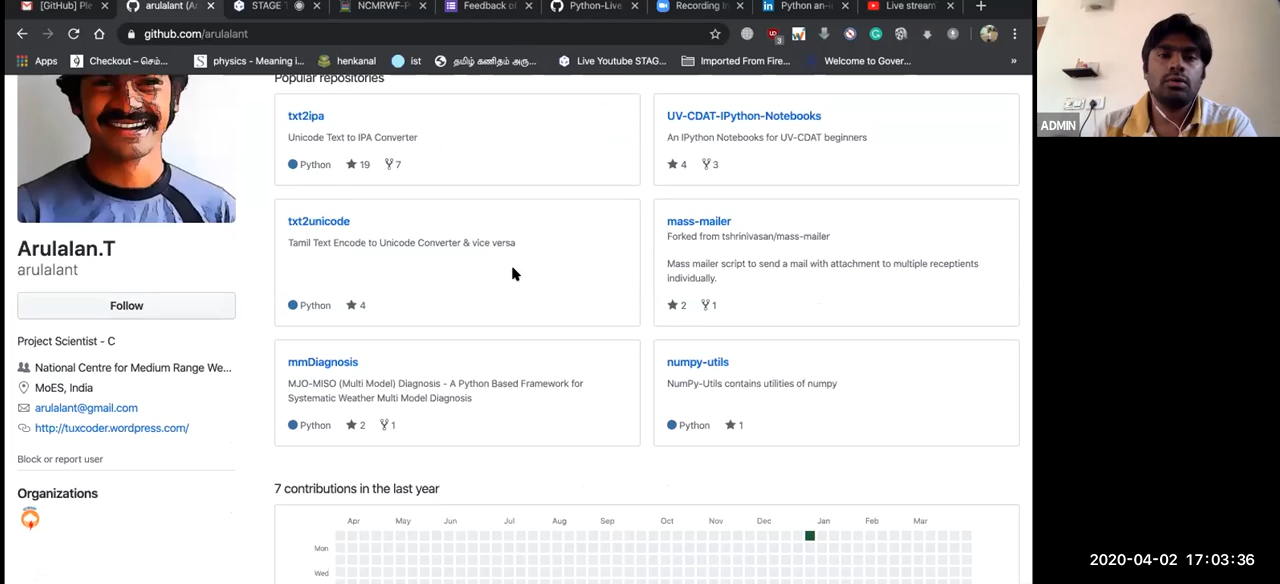 [GitHub] Ple
arulalant (A
STAGE T
NCMRWF-P
Feedback of
Python-Live
Recording i
Python an-i
Live stream
github.com/arulalant
Apps
Checkout – செம்...
physics - Meaning i...
henkanal
ist
தமிழ் கணிதம் அரு...
Live Youtube STAG...
Imported From Fire...
Welcome to Gover...
»
Popular repositories
txt2ipa
Unicode Text to IPA Converter
Python 19 7
UV-CDAT-IPython-Notebooks
An IPython Notebooks for UV-CDAT beginners
4 3
txt2unicode
Tamil Text Encode to Unicode Converter & vice versa
Python 4
mass-mailer
Forked from tshrinivasan/mass-mailer
Mass mailer script to send a mail with attachment to multiple receptients
individually.
2 1
mmDiagnosis
MJO-MISO (Multi Model) Diagnosis - A Python Based Framework for
Systematic Weather Multi Model Diagnosis
Python 2 1
numpy-utils
NumPy-Utils contains utilities of numpy
Python 1
Arulalan.T
arulalant
Follow
Project Scientist - C
National Centre for Medium Range We...
MoES, India
arulalant@gmail.com
http://tuxcoder.wordpress.com/
Block or report user
Organizations
7 contributions in the last year
Apr May Jun Jul Aug Sep Oct Nov Dec Jan Feb Mar
Mon
Wed
ADMIN
2020-04-02 17:03:36